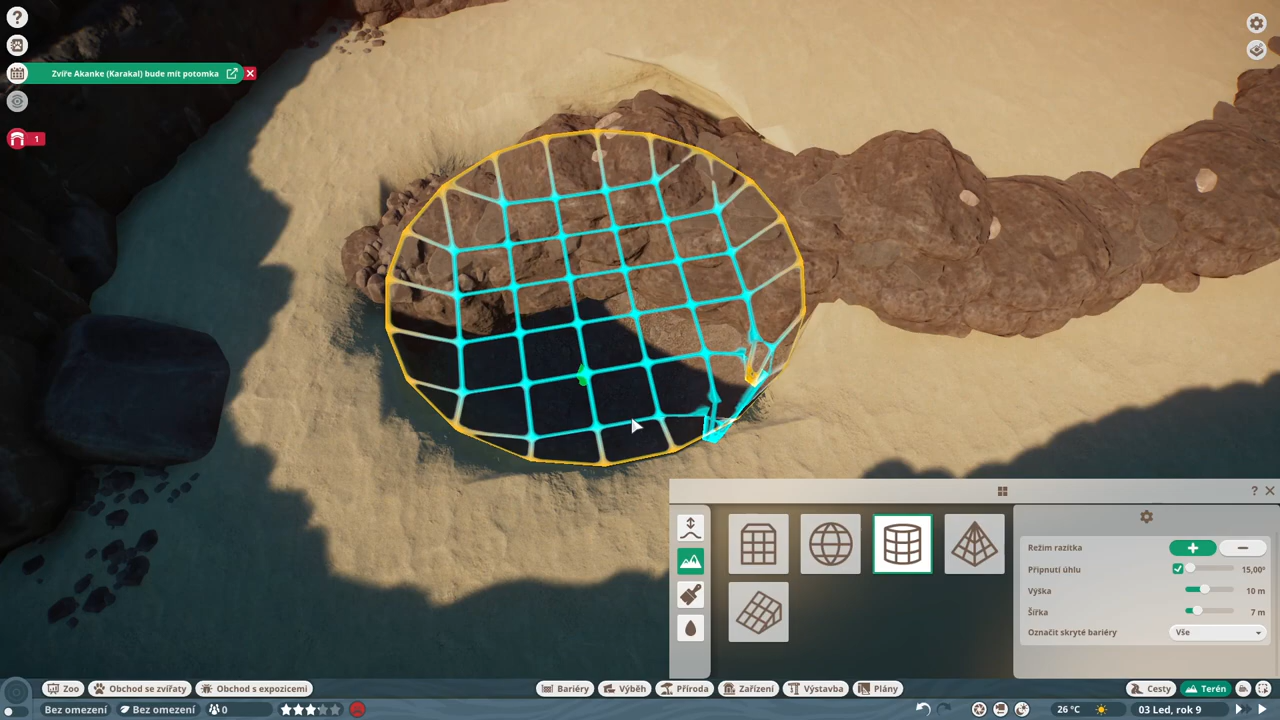 ?
Zvíře Akanke (Karakal) bude mít potomka
1
?
Režim razítka + −
Připnutí úhlu 15,00°
Výška 10 m
Šířka 7 m
Označit skryté bariéry Vše
Zoo Obchod se zvířaty Obchod s expozicemi Bariéry Výběh Příroda Zařízení Výstavba Plány Cesty Terén
Bez omezení Bez omezení 0 26 °C 03 Led, rok 9